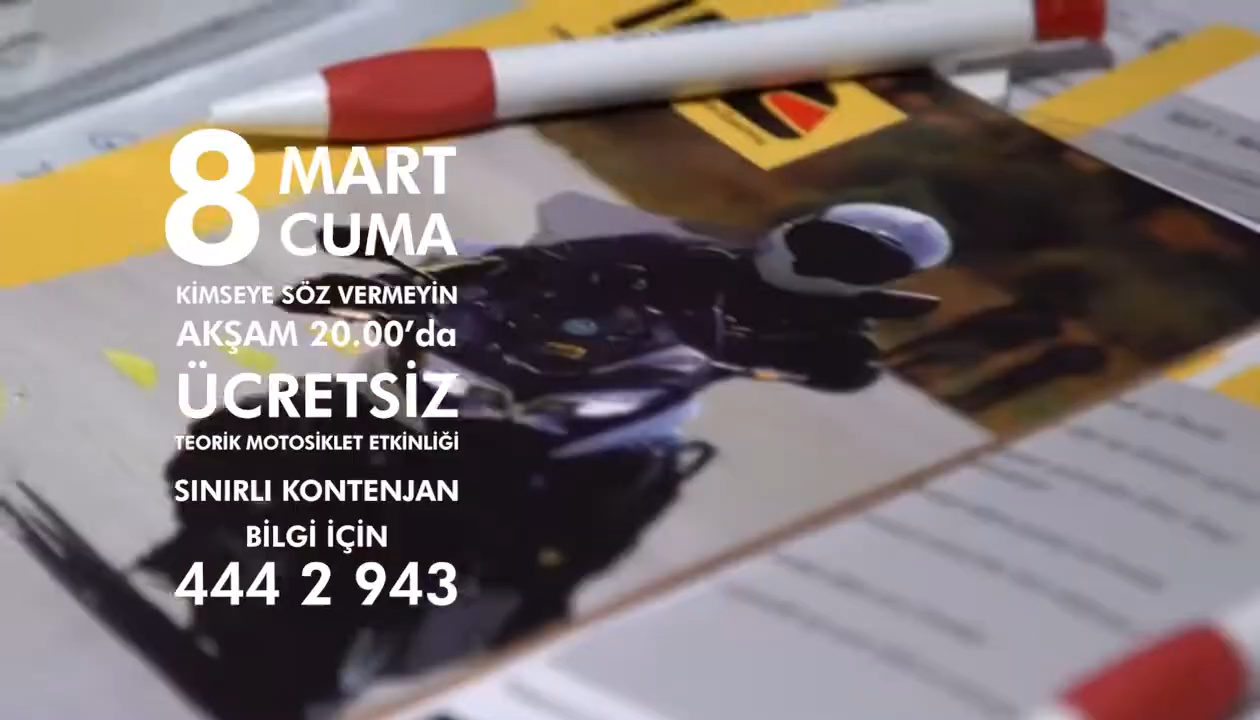 8 MART
CUMA
KİMSEYE SÖZ VERMEYİN
AKŞAM 20.00’da
ÜCRETSİZ
TEORİK MOTOSİKLET ETKİNLİĞİ
SINIRLI KONTENJAN
BİLGİ İÇİN
444 2 943